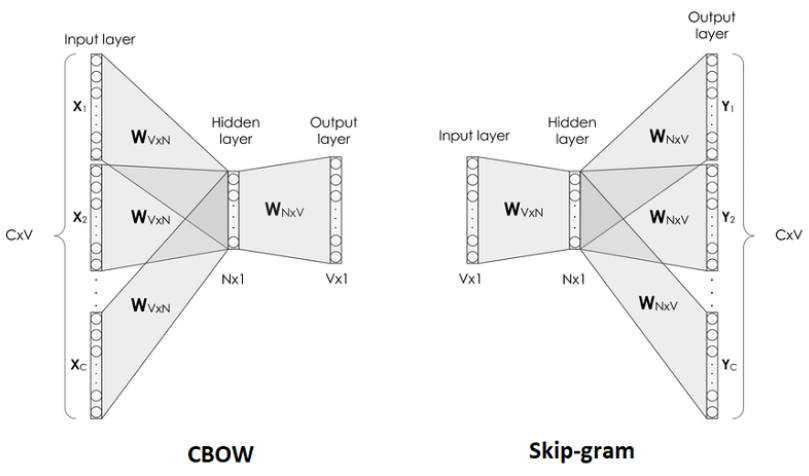 Input layer
X1
WVxN
X2
WVxN
CxV
WVxN
XC
Hidden
layer
Nx1
WNxV
Output
layer
Vx1
CBOW
Input layer
Vx1
WVxN
Hidden
layer
Nx1
Output
layer
WNxV
Y1
WNxV
Y2
CxV
WNxV
YC
Skip-gram